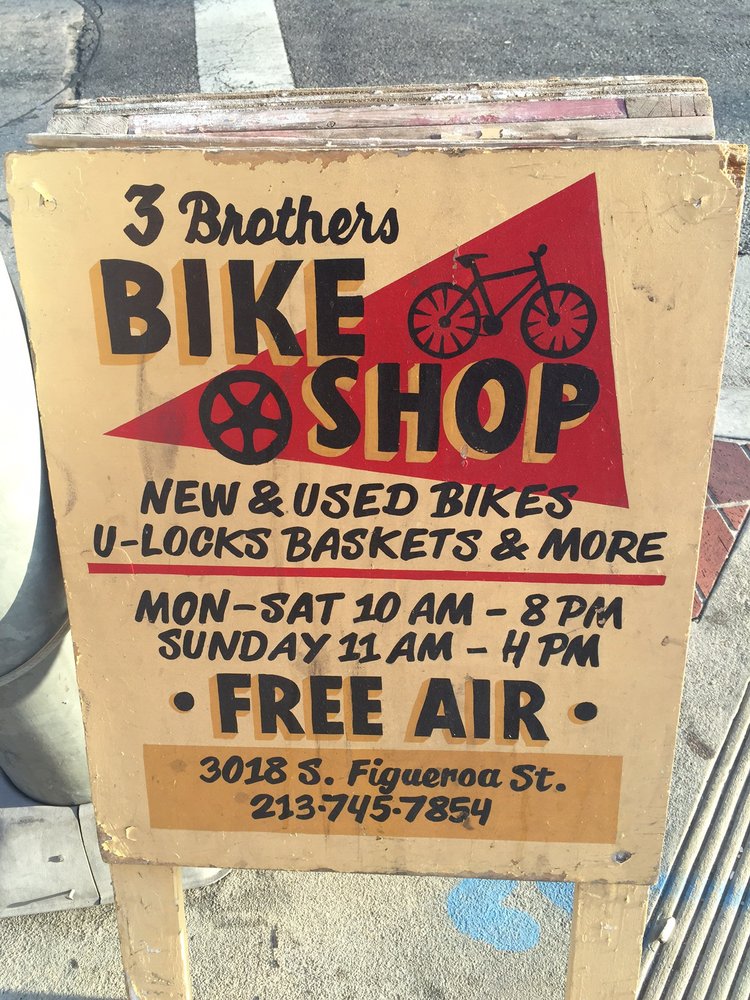 3 Brothers
BIKE
SHOP
NEW & USED BIKES
U-LOCKS BASKETS & MORE
MON-SAT 10 AM - 8 PM
SUNDAY 11 AM - 4 PM
• FREE AIR •
3018 S. Figueroa St.
213•745•7854